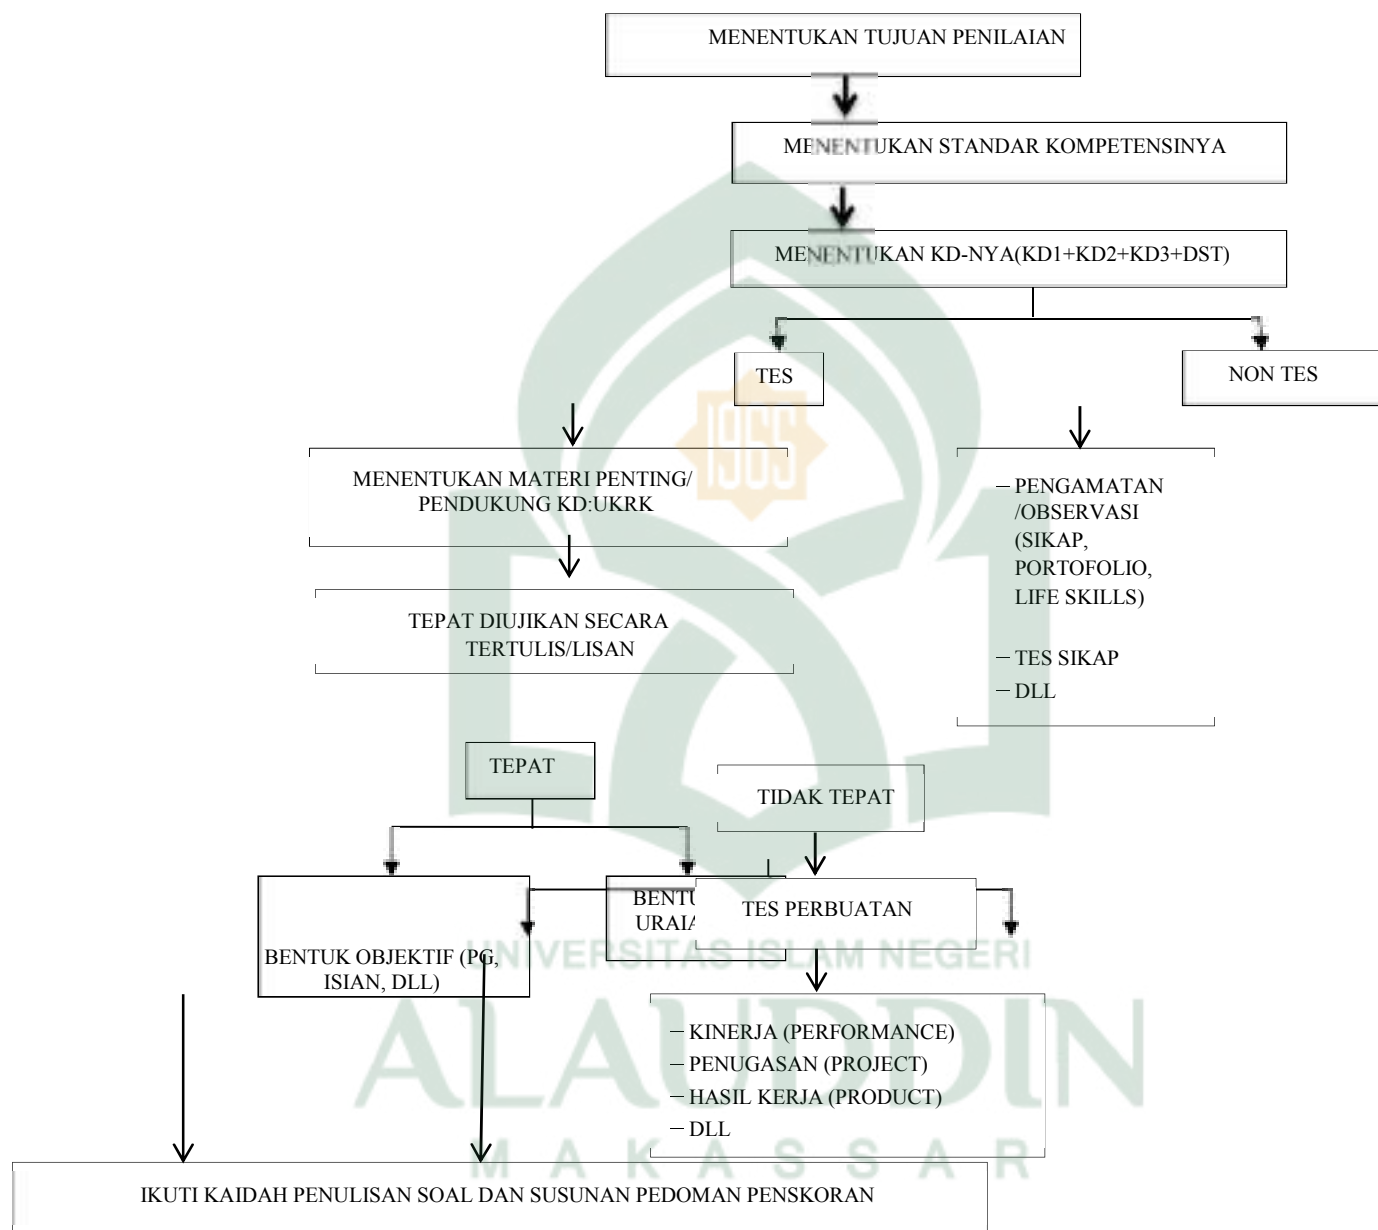 MENENTUKAN TUJUAN PENILAIAN
MENENTUKAN STANDAR KOMPETENSINYA
MENENTUKAN KD-NYA(KD1+KD2+KD3+DST)
TES
NON TES
MENENTUKAN MATERI PENTING/
PENDUKUNG KD:UKRK
– PENGAMATAN
/OBSERVASI
(SIKAP,
PORTOFOLIO,
LIFE SKILLS)
– TES SIKAP
– DLL
TEPAT DIUJIKAN SECARA
TERTULIS/LISAN
TEPAT
TIDAK TEPAT
BENTUK OBJEKTIF (PG,
ISIAN, DLL)
TES PERBUATAN
– KINERJA (PERFORMANCE)
– PENUGASAN (PROJECT)
– HASIL KERJA (PRODUCT)
– DLL
IKUTI KAIDAH PENULISAN SOAL DAN SUSUNAN PEDOMAN PENSKORAN
1965
UNIVERSITAS ISLAM NEGERI
ALAUDDIN
MAKASSAR